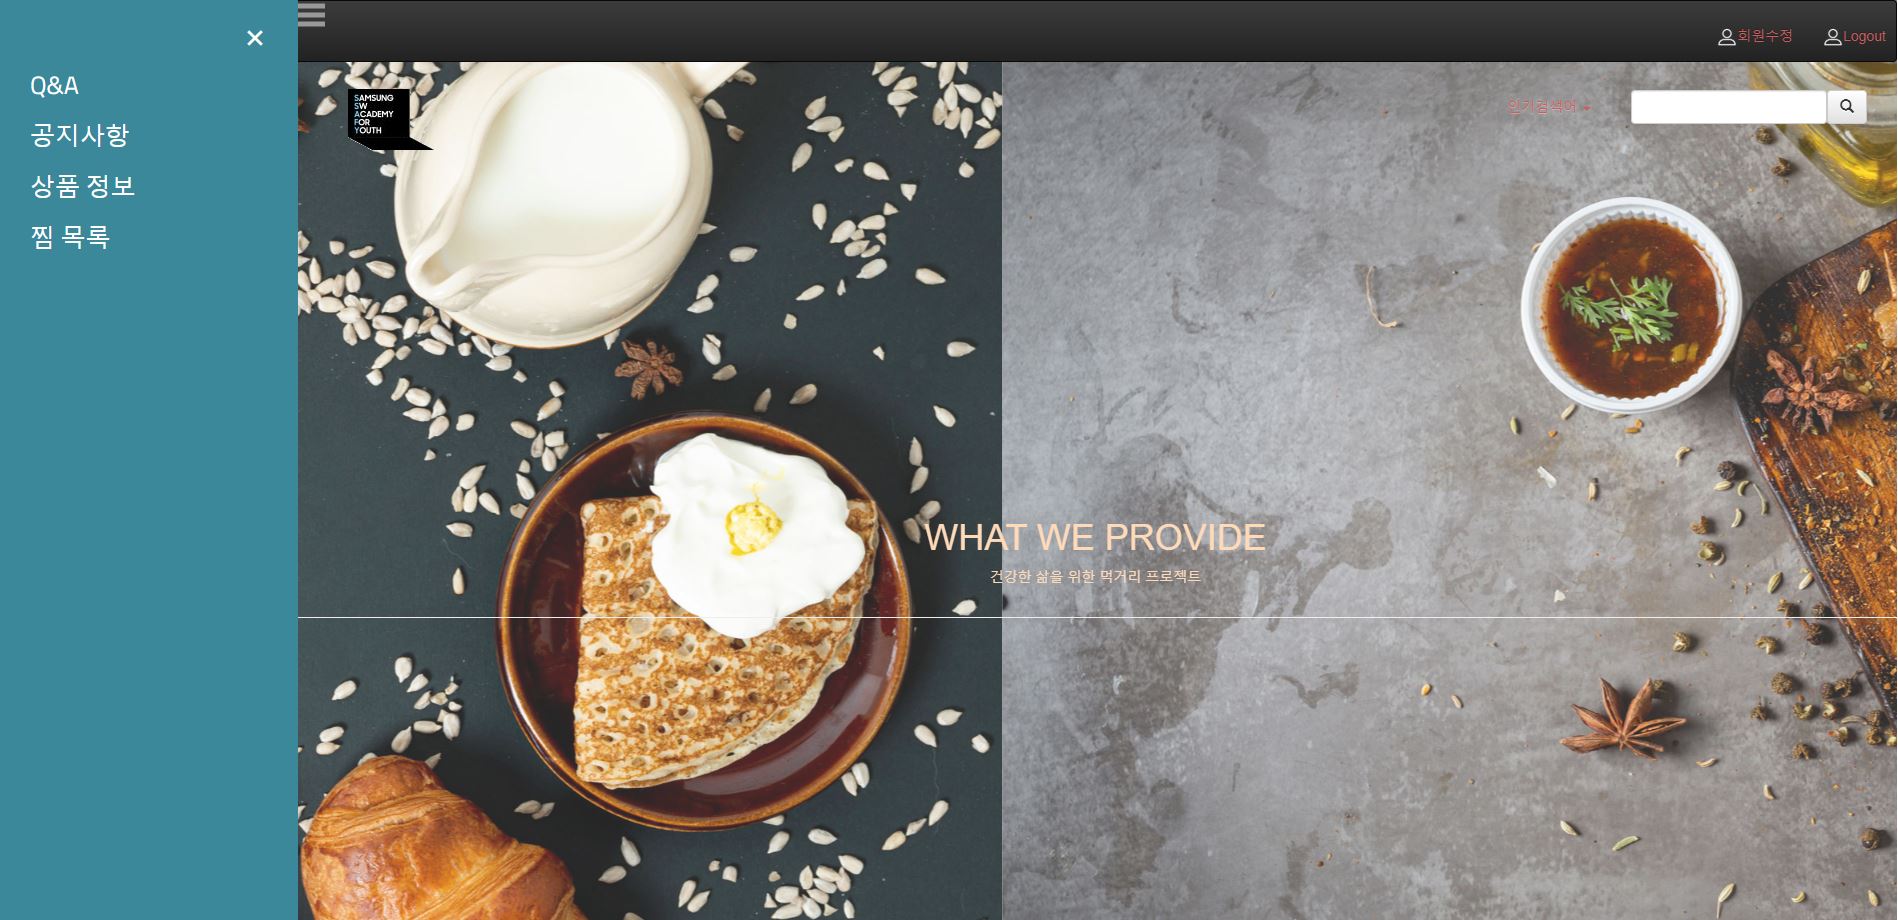 ×
Q&A
공지사항
상품 정보
찜 목록
회원수정
Logout
SAMSUNG
SW
ACADEMY
FOR
YOUTH
인기검색어
WHAT WE PROVIDE
건강한 삶을 위한 먹거리 프로젝트